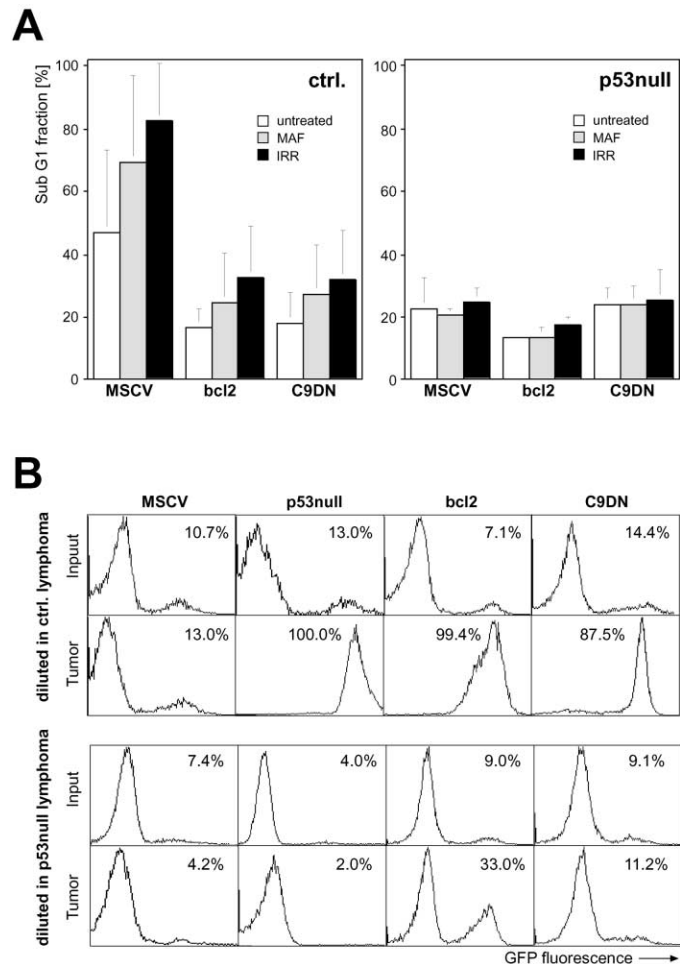 A
Sub G1 fraction [%]
100
80
60
40
20
0
ctrl.
untreated
MAF
IRR
MSCV bcl2 C9DN
100
80
60
40
20
0
p53null
untreated
MAF
IRR
MSCV bcl2 C9DN
B
MSCV p53null bcl2 C9DN
diluted in ctrl. lymphoma
Inpuut
10.7% 13.0% 7.1% 14.4%
Tumor
13.0% 100.0% 99.4% 87.5%
diluted in p53null lymphoma
Input
7.4% 4.0% 9.0% 9.1%
Tumor
4.2% 2.0% 33.0% 11.2%
GFP fluorescence